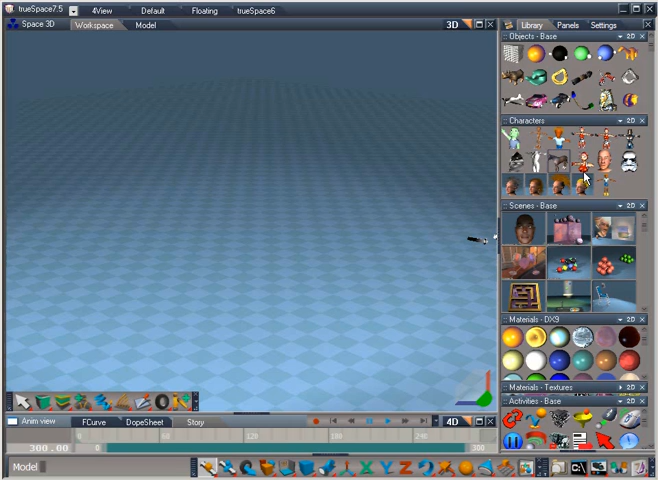 trueSpace7.5 4View Default Floating trueSpace6
Space 3D Workspace Model 3D
Library Panels Settings
Objects - Base 2D
Characters 2D
Scenes - Base 2D
Materials - DX9 2D
Materials - Textures 2D
Activities - Base 2D
Anim view FCurve DopeSheet Story 4D
0 60 120 180 240 300
300.00 0 300
Model
X Y Z
C:\